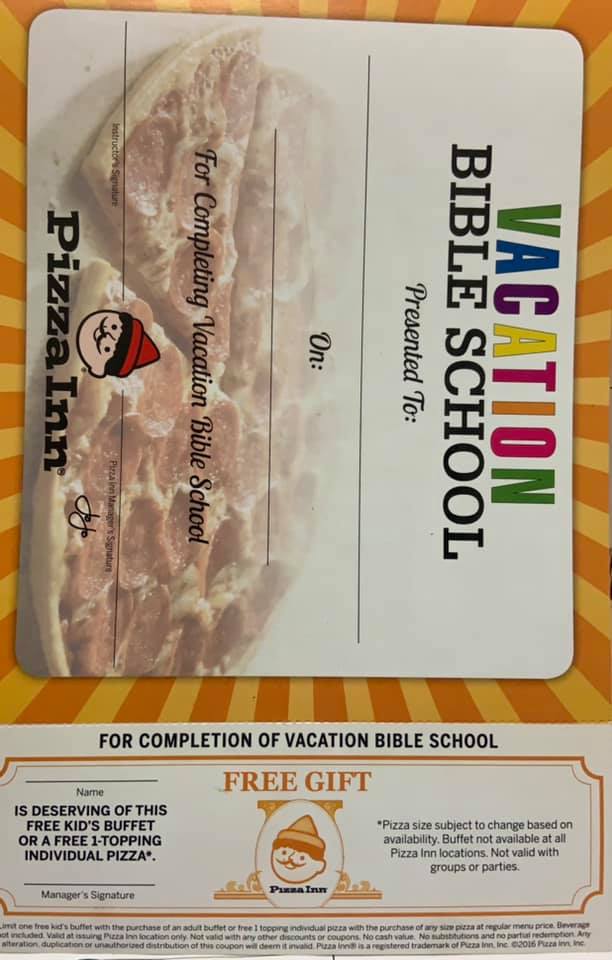 VACATION
BIBLE SCHOOL
Presented To:
On:
For Completing Vacation Bible School
Instructor's Signature
Pizza Inn Manager's Signature
Pizza Inn®
FOR COMPLETION OF VACATION BIBLE SCHOOL
Name
IS DESERVING OF THIS
FREE KID'S BUFFET
OR A FREE 1-TOPPING
INDIVIDUAL PIZZA*.
Manager's Signature
FREE GIFT
Pizza Inn
*Pizza size subject to change based on
availability. Buffet not available at all
Pizza Inn locations. Not valid with
groups or parties.
Limit one free kid's buffet with the purchase of an adult buffet or free 1 topping individual pizza with the purchase of any size pizza at regular menu price. Beverage
not included. Valid at issuing Pizza Inn location only. Not valid with any other discounts or coupons. No cash value. No substitutions and no partial redemption. Any
alteration, duplication or unauthorized distribution of this coupon will deem it invalid. Pizza Inn® is a registered trademark of Pizza Inn, Inc. ©2016 Pizza Inn, Inc.